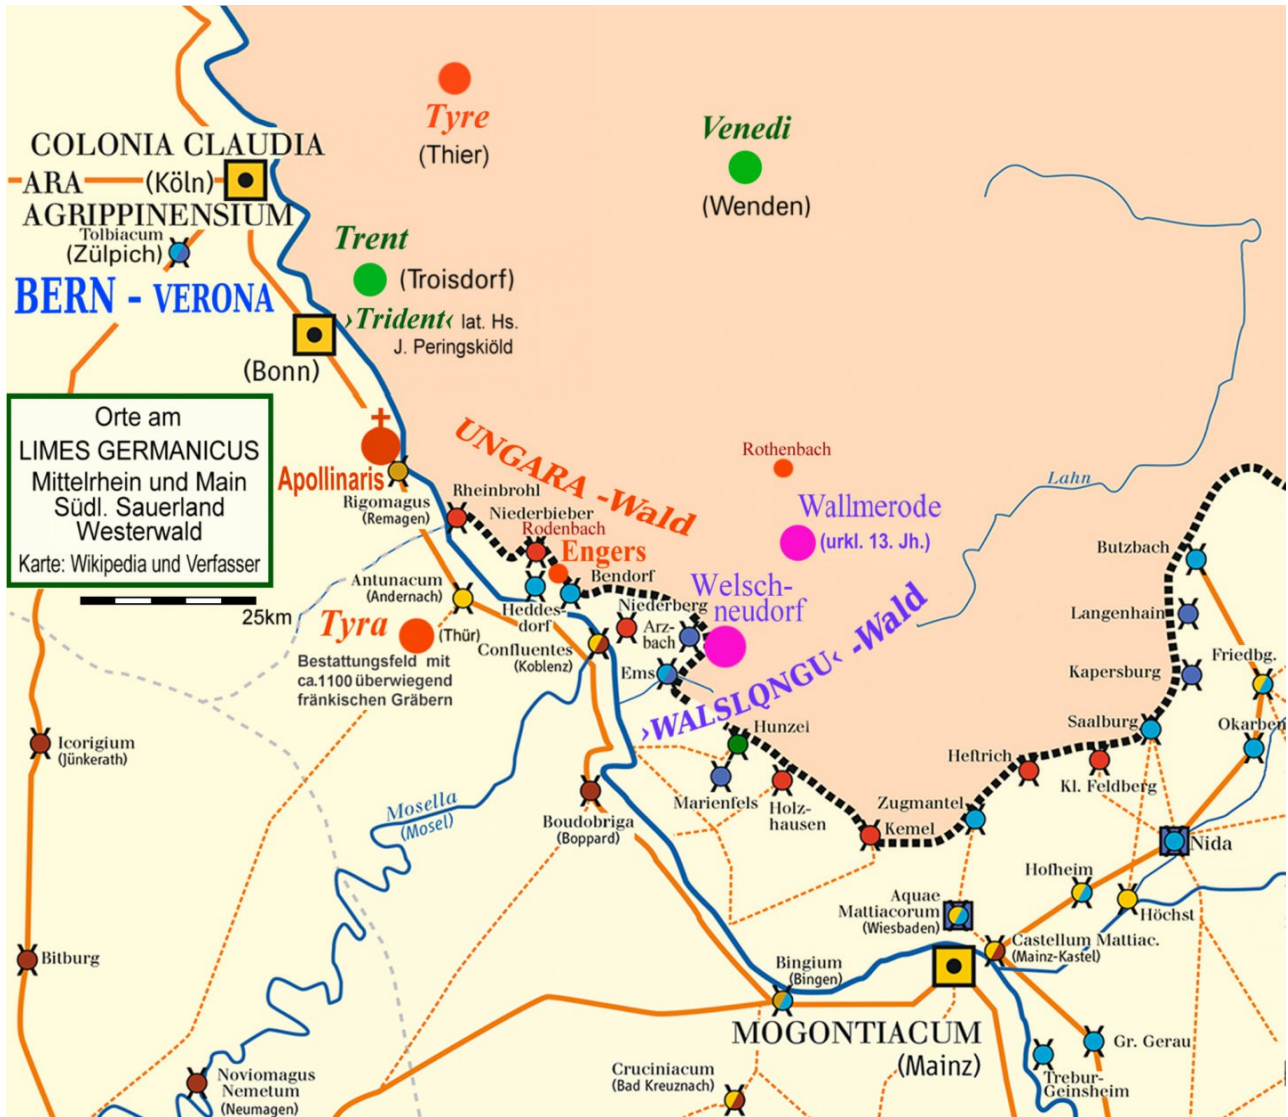 Tyre
(Thier)
Venedi
(Wenden)
COLONIA CLAUDIA
ARA
(Köln)
AGRIPPINENSIUM
Tolbiacum
(Zülpich)
BERN - VERONA
Trent
(Troisdorf)
›Trident‹ lat. Hs.
J. Peringskiöld
(Bonn)
Orte am
LIMES GERMANICUS
Mittelrhein und Main
Südl. Sauerland
Westerwald
Karte: Wikipedia und Verfasser
25km
Apollinaris
Rigomagus
(Remagen)
UNGARA -Wald
Rheinbrohl
Niederbieber
Rodenbach
Engers
Bendorf
Heddes-
dorf
Antunacum
(Andernach)
Tyra
(Thür)
Bestattungsfeld mit
ca.1100 überwiegend
fränkischen Gräbern
Confluentes
(Koblenz)
Niederberg
Arz-
bach
Ems
Rothenbach
Wallmerode
(urkl. 13. Jh.)
Welsch-
neudorf
›WALSLQNGU‹ -Wald
Lahn
Butzbach
Langenhain
Kapersburg
Friedbg.
Saalburg
Okarben
Heftrich
Kl. Feldberg
Hunzei
Marienfels
Holz-
hausen
Zugmantel
Kemel
Icorigium
(Jünkerath)
Mosella
(Mosel)
Boudobriga
(Boppard)
Nida
Hofheim
Höchst
Aquae
Mattiacorum
(Wiesbaden)
Castellum Mattiac.
(Mainz-Kastel)
Bitburg
Bingium
(Bingen)
MOGONTIACUM
(Mainz)
Gr. Gerau
Trebur-
Geinsheim
Noviomagus
Nemetum
(Neumagen)
Cruciniacum
(Bad Kreuznach)